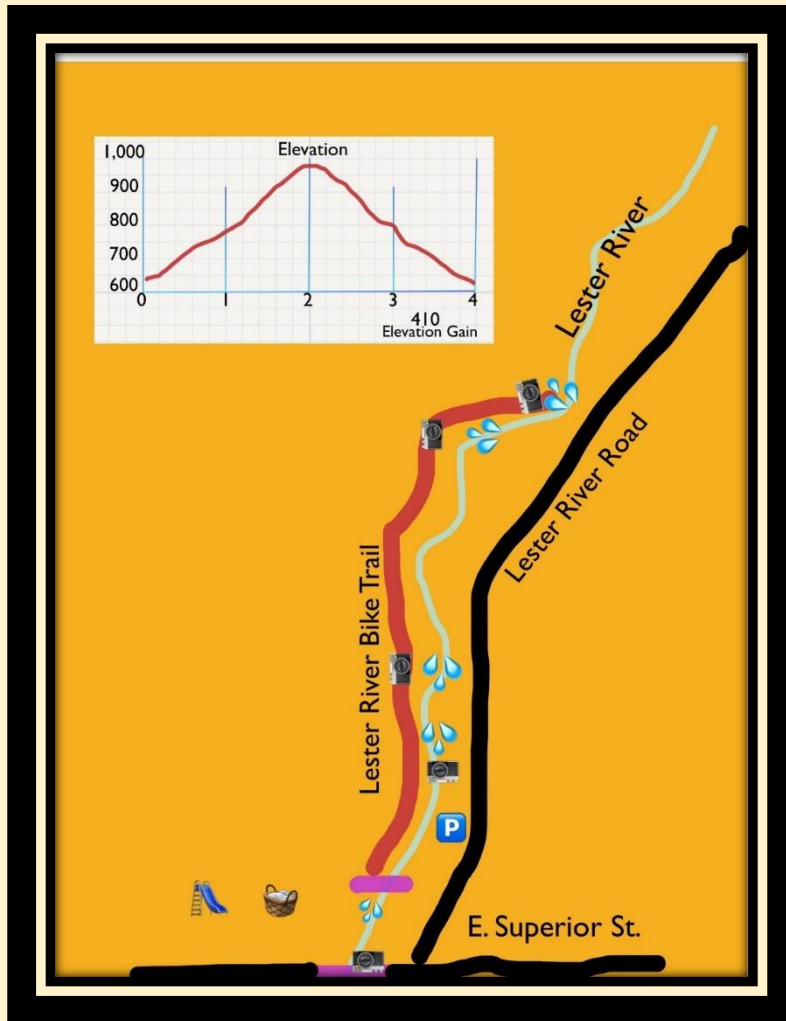 Elevation
1,000
900
800
700
600
0 1 2 3 4
410
Elevation Gain
Lester River
Lester River Road
Lester River Bike Trail
P
E. Superior St.